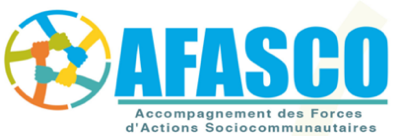 AFASCO
Accompagnement des Forces
d'Actions Sociocommunautaires